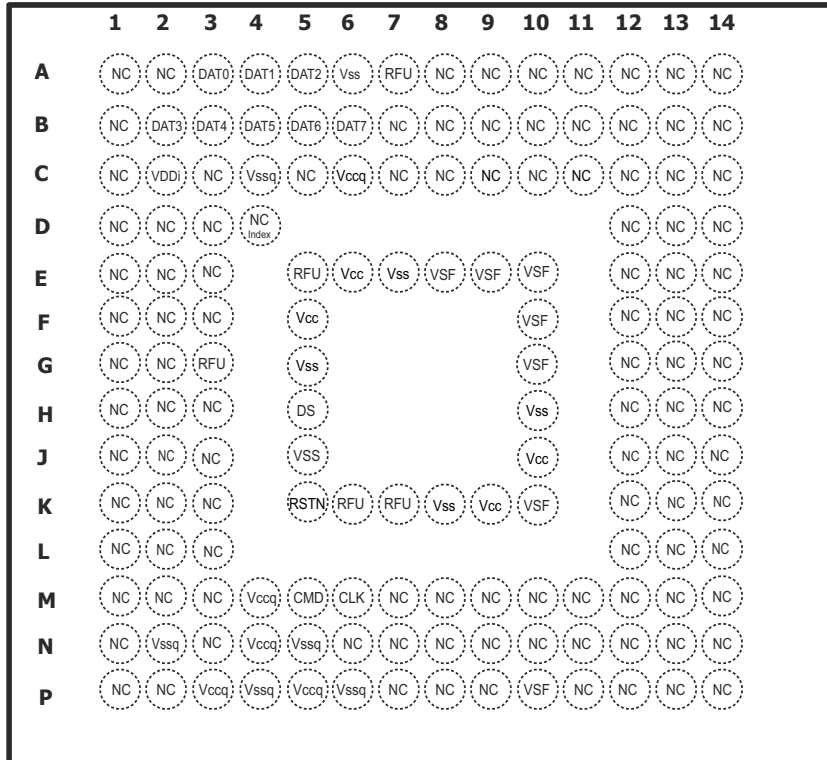 1 2 3 4 5 6 7 8 9 10 11 12 13 14
A NC NC DAT0 DAT1 DAT2 Vss RFU NC NC NC NC NC NC NC
B NC DAT3 DAT4 DAT5 DAT6 DAT7 NC NC NC NC NC NC NC NC
C NC VDDi NC Vssq NC Vccq NC NC NC NC NC NC NC NC
D NC NC NC NC NC NC NC
Index
E NC NC NC RFU Vcc Vss VSF VSF VSF NC NC NC
F NC NC NC Vcc VSF NC NC NC
G NC NC RFU Vss VSF NC NC NC
H NC NC NC DS Vss NC NC NC
J NC NC NC VSS Vcc NC NC NC
K NC NC NC RSTN RFU RFU Vss Vcc VSF NC NC NC
L NC NC NC NC NC NC
M NC NC NC Vccq CMD CLK NC NC NC NC NC NC NC NC
N NC Vssq NC Vccq Vssq NC NC NC NC NC NC NC NC NC
P NC NC Vccq Vssq Vccq Vssq NC NC NC VSF NC NC NC NC